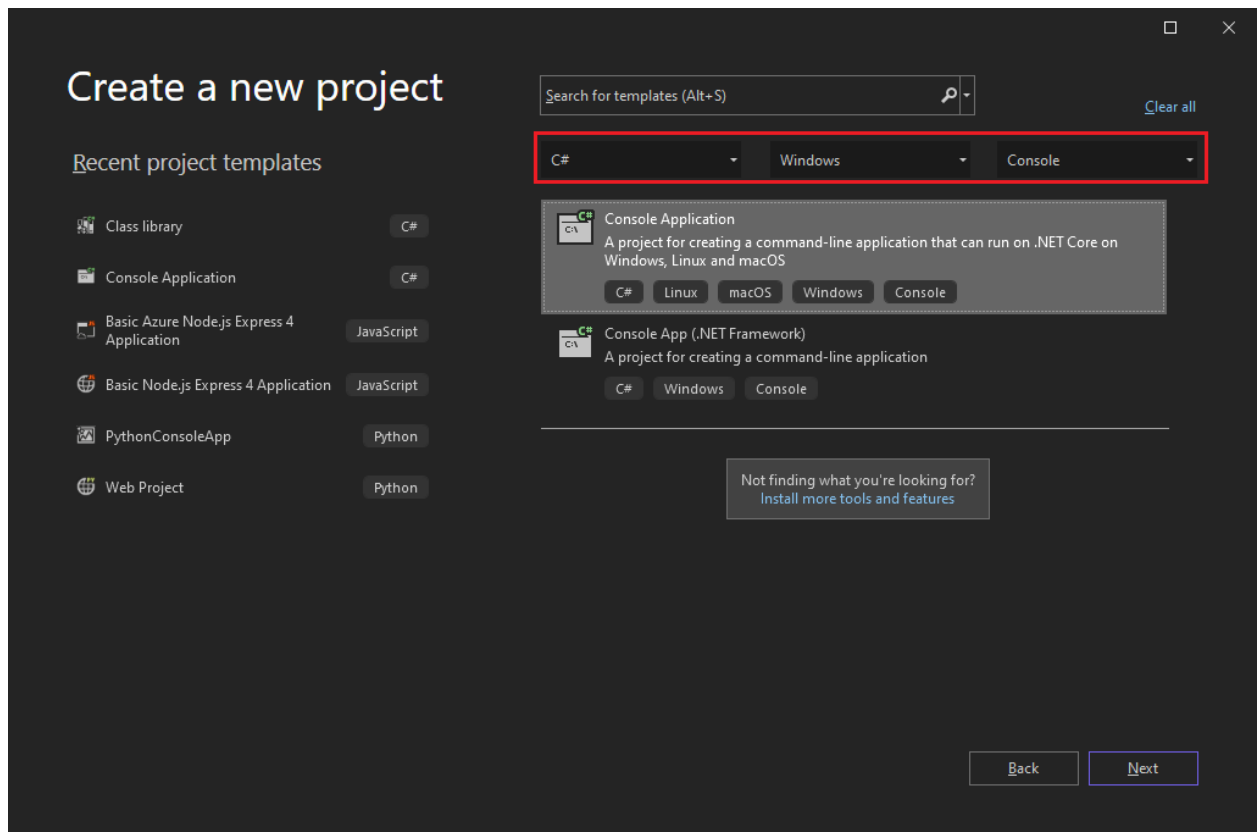 Create a new project
Search for templates (Alt+S)
Clear all
Recent project templates
C#
Windows
Console
Class library
C#
Console Application
C#
Basic Azure Node.js Express 4
Application
JavaScript
Basic Node.js Express 4 Application
JavaScript
PythonConsoleApp
Python
Web Project
Python
C#
C:\
Console Application
A project for creating a command-line application that can run on .NET Core on
Windows, Linux and macOS
C#
Linux
macOS
Windows
Console
C#
C:\
Console App (.NET Framework)
A project for creating a command-line application
C#
Windows
Console
Not finding what you're looking for?
Install more tools and features
Back
Next